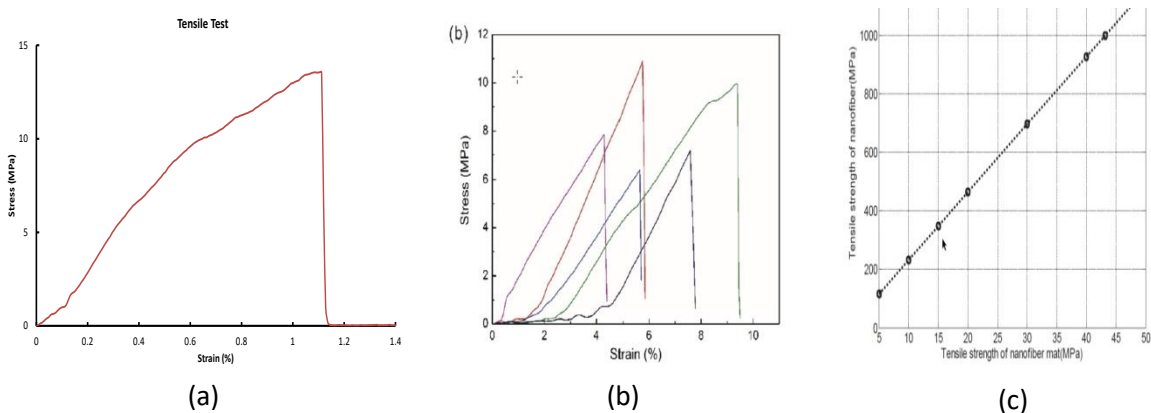 Tensile Test
15
10
5
0
Stress (MPa)
0 0.2 0.4 0.6 0.8 1 1.2 1.4
Strain (%)
(a)
(b)
12
10
8
6
4
2
0
Stress (MPa)
0 2 4 6 8 10
Strain (%)
(b)
1000
800
600
400
200
0
Tensile strength of nanofiber(MPa)
5 10 15 20 25 30 35 40 45 50
Tensile strength of nanofiber mat(MPa)
(c)